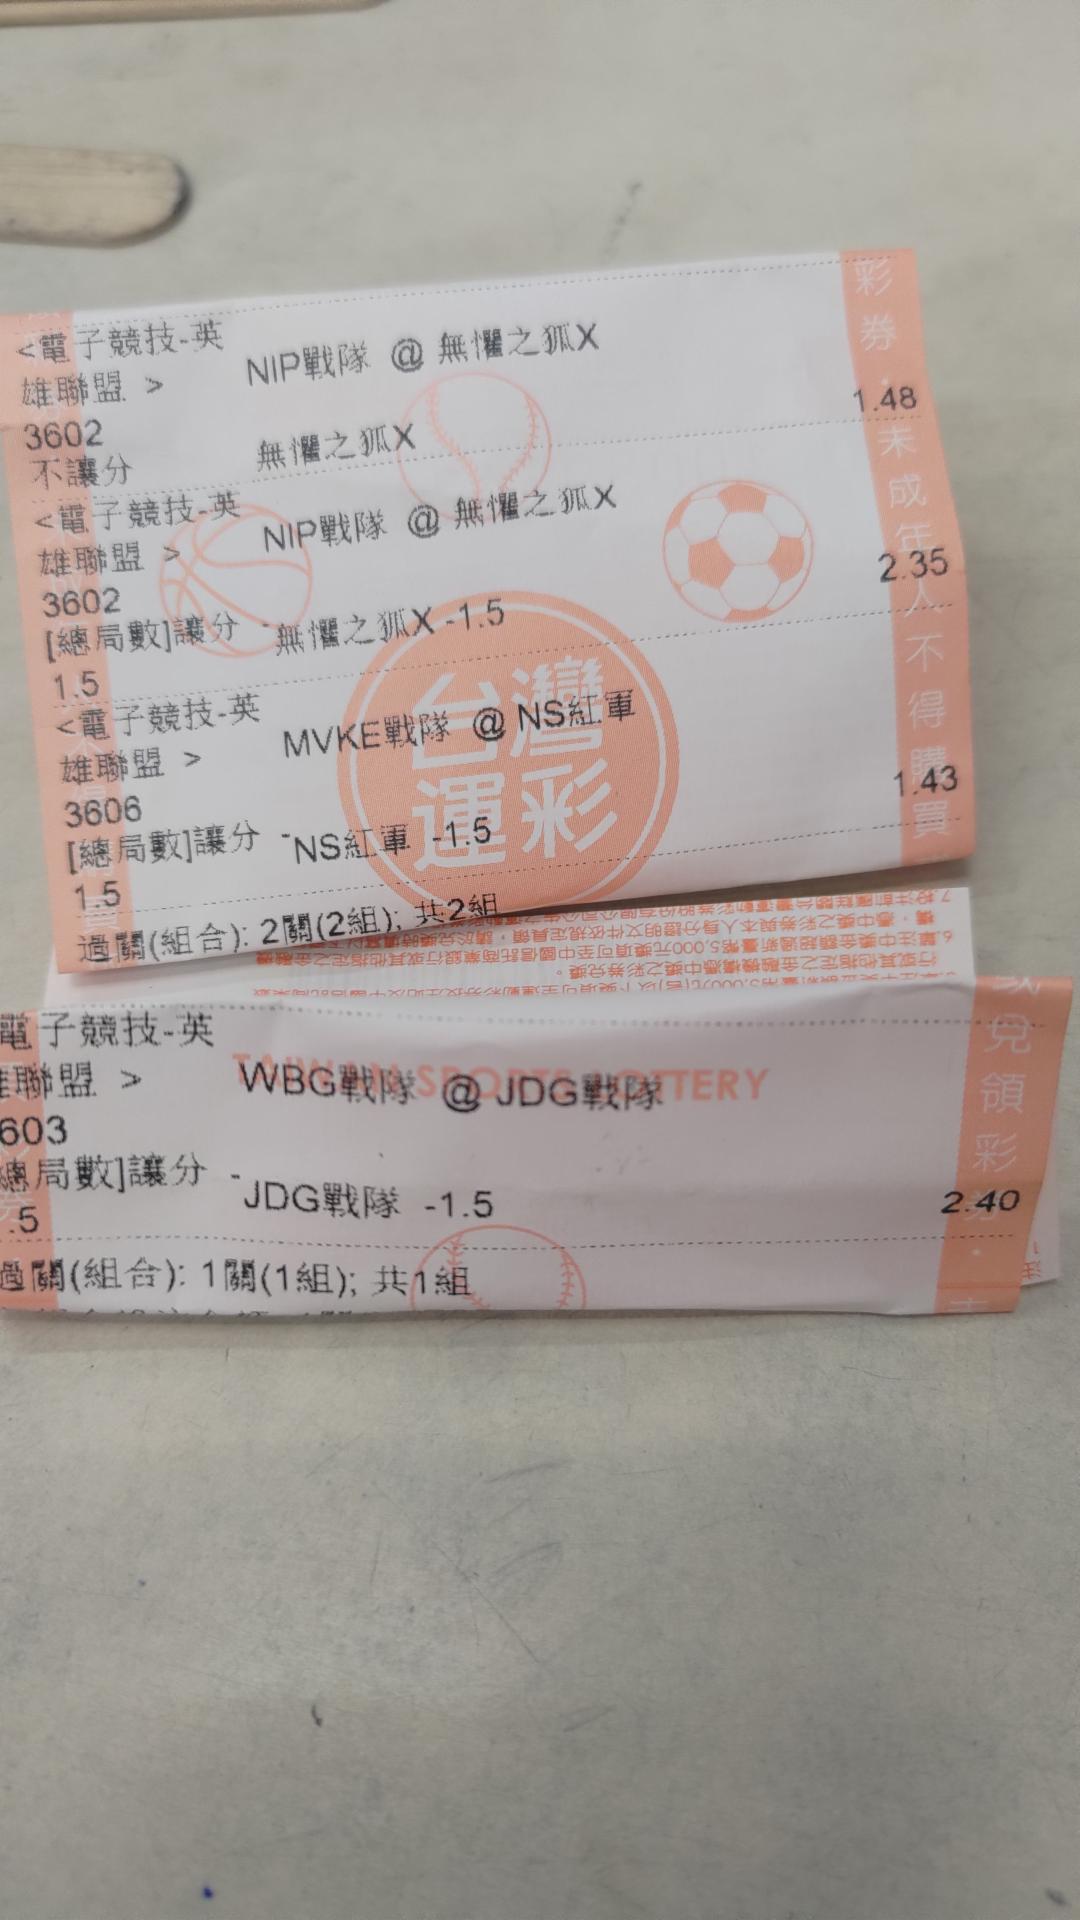 <電子競技-英
雄聯盟 >
NIP戰隊 @ 無懼之狐X
3602
不讓分
無懼之狐X
1.48
<電子競技-英
雄聯盟 >
NIP戰隊 @ 無懼之狐X
3602
[總局數]讓分 -
1.5
無懼之狐X -1.5
2.35
<電子競技-英
雄聯盟 >
MVKE戰隊 @ NS紅軍
3606
[總局數]讓分 -
1.5
NS紅軍 -1.5
1.43
過關(組合): 2關(2組); 共2組
台灣
運彩
彩券・未成年人不得購買
電子競技-英
聯盟 >
WBG戰隊 @ JDG戰隊
603
總局數]讓分 -
.5
JDG戰隊 -1.5
2.40
過關(組合): 1關(1組); 共1組
TAIWAN SPORTS LOTTERY
兌領彩券・未